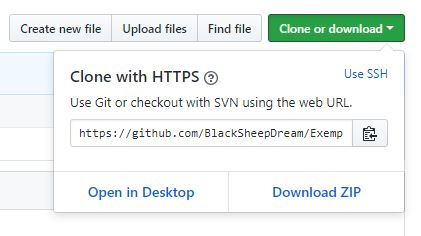 Create new file Upload files Find file Clone or download
Clone with HTTPS ? Use SSH
Use Git or checkout with SVN using the web URL.
https://github.com/BlackSheepDream/Exemp
Open in Desktop Download ZIP